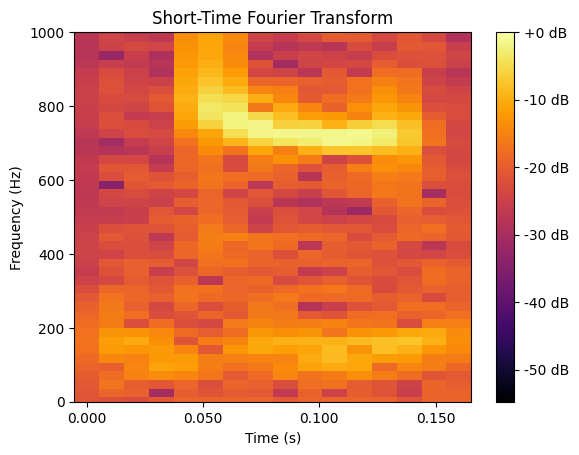 Short-Time Fourier Transform
1000
800
600
400
200
0
Frequency (Hz)
0.000
0.050
0.100
0.150
Time (s)
+0 dB
-10 dB
-20 dB
-30 dB
-40 dB
-50 dB